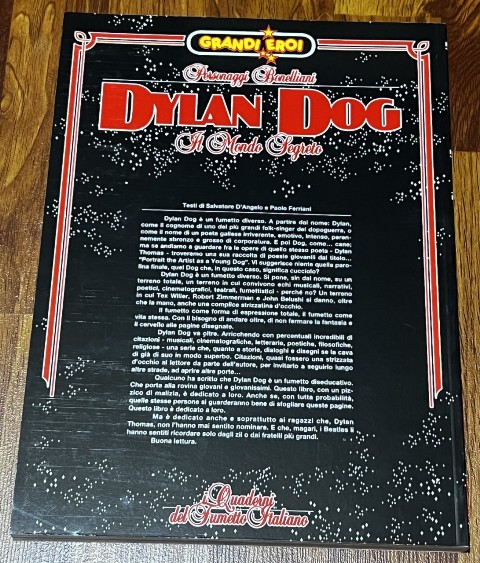 GRANDI EROI
Personaggi Bonelliani
DYLAN DOG
Il Mondo Segreto
Testi di Salvatore D'Angelo e Paolo Ferriani
Dylan Dog è un fumetto diverso. A partire dal nome: Dylan,
come il cognome di uno dei più grandi folk-singer del dopoguerra, o
come il nome di un poeta gallese irriverente, emotivo, intenso, peren-
nemente sbronzo e grosso di corporatura. E poi Dog, come... cane;
ma se andiamo a guardare fra le opere di quello stesso poeta - Dylan
Thomas - troveremo una sua raccolta di poesie giovanili dal titolo...
"Portrait the Artist as a Young Dog". Vi suggerisce niente quella paro-
lina finale, quel Dog che, in questo caso, significa cucciolo?
Dylan Dog è un fumetto diverso. Si pone, sin dal nome, su un
terreno totale, un terreno in cui convivono echi musicali, narrativi,
poetici, cinematografici, teatrali, fumettistici - perché no? Un terreno
in cui Tex Willer, Robert Zimmerman e John Belushi si danno, oltre
che la mano, anche una complice strizzatina d'occhio.
Il fumetto come forma di espressione totale, il fumetto come
vita stessa. Con il bisogno di andare oltre, di non fermare la fantasia e
il cervello alle pagine disegnate.
Dylan Dog va oltre. Arricchendo con percentuali incredibili di
citazioni - musicali, cinematografiche, letterarie, poetiche, filosofiche,
religiose - una serie che, quanto a storie, dialoghi e disegni se la cava
di già di suo in modo superbo. Citazioni, quasi fossero una strizzata
d'occhio al lettore da parte dell'autore, per invitarlo a seguirlo lungo
altre strade, ad aprire altre porte...
Qualcuno ha scritto che Dylan Dog è un fumetto diseducativo.
Che porta alla rovina giovani e giovanissimi. Questo libro, con un piz-
zico di malizia, è dedicato a loro. Anche se, con tutta probabilità,
quelle stesse persone si guarderanno bene di sfogliare queste pagine.
Questo libro è dedicato a loro.
Ma è dedicato anche e soprattutto ai ragazzi che, Dylan
Thomas, non l'hanno mai sentito nominare. E che, magari, i Beatles li
hanno sentiti ricordare solo dagli zii o dai fratelli più grandi.
Buona lettura.
i Quaderni
del Fumetto Italiano